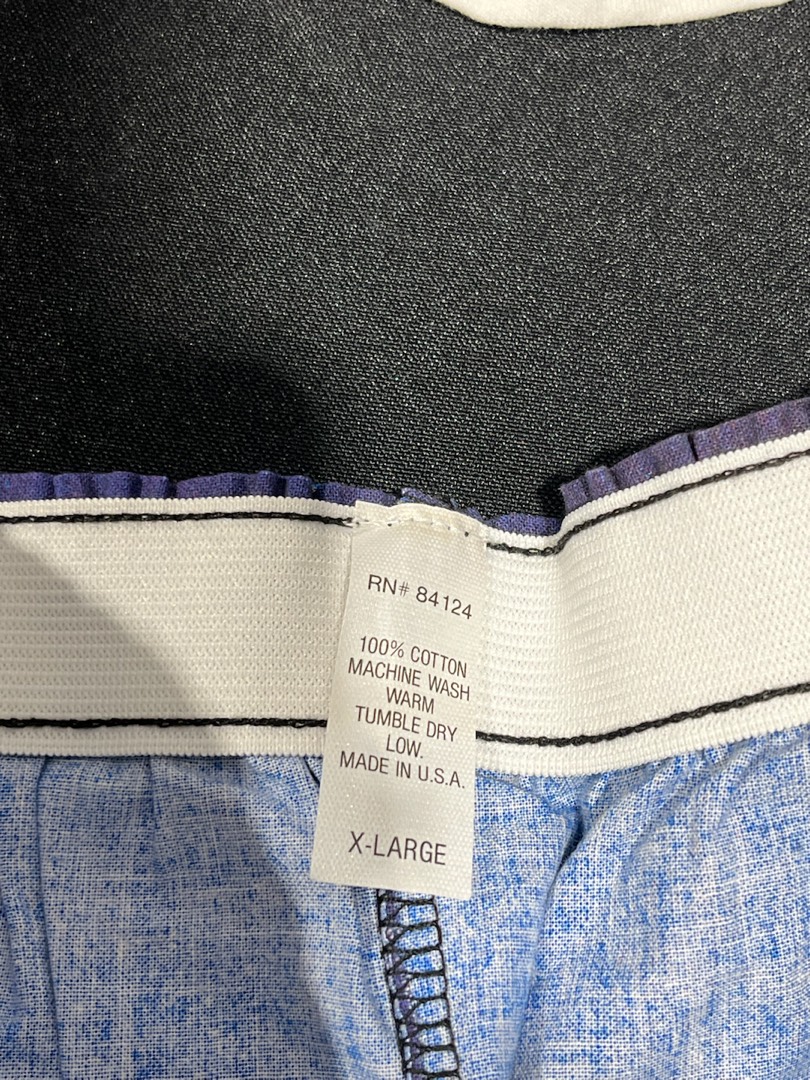 RN# 84124
100% COTTON
MACHINE WASH
WARM
TUMBLE DRY
LOW.
MADE IN U.S.A.
X-LARGE